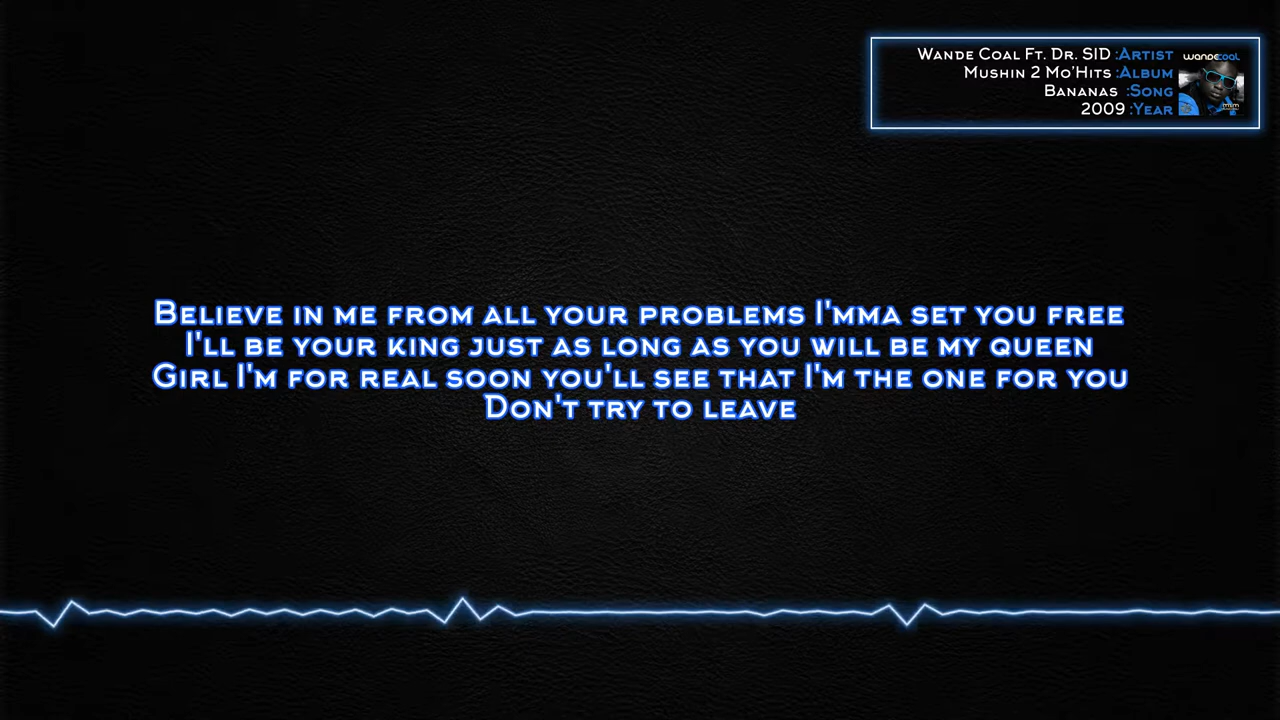 Wande Coal Ft. Dr. SID :Artist
Mushin 2 Mo'Hits :Album
Bananas :Song
2009 :Year
wandecoal
Believe in me from all your problems I'mma set you free
I'll be your king just as long as you will be my queen
Girl I'm for real soon you'll see that I'm the one for you
Don't try to leave